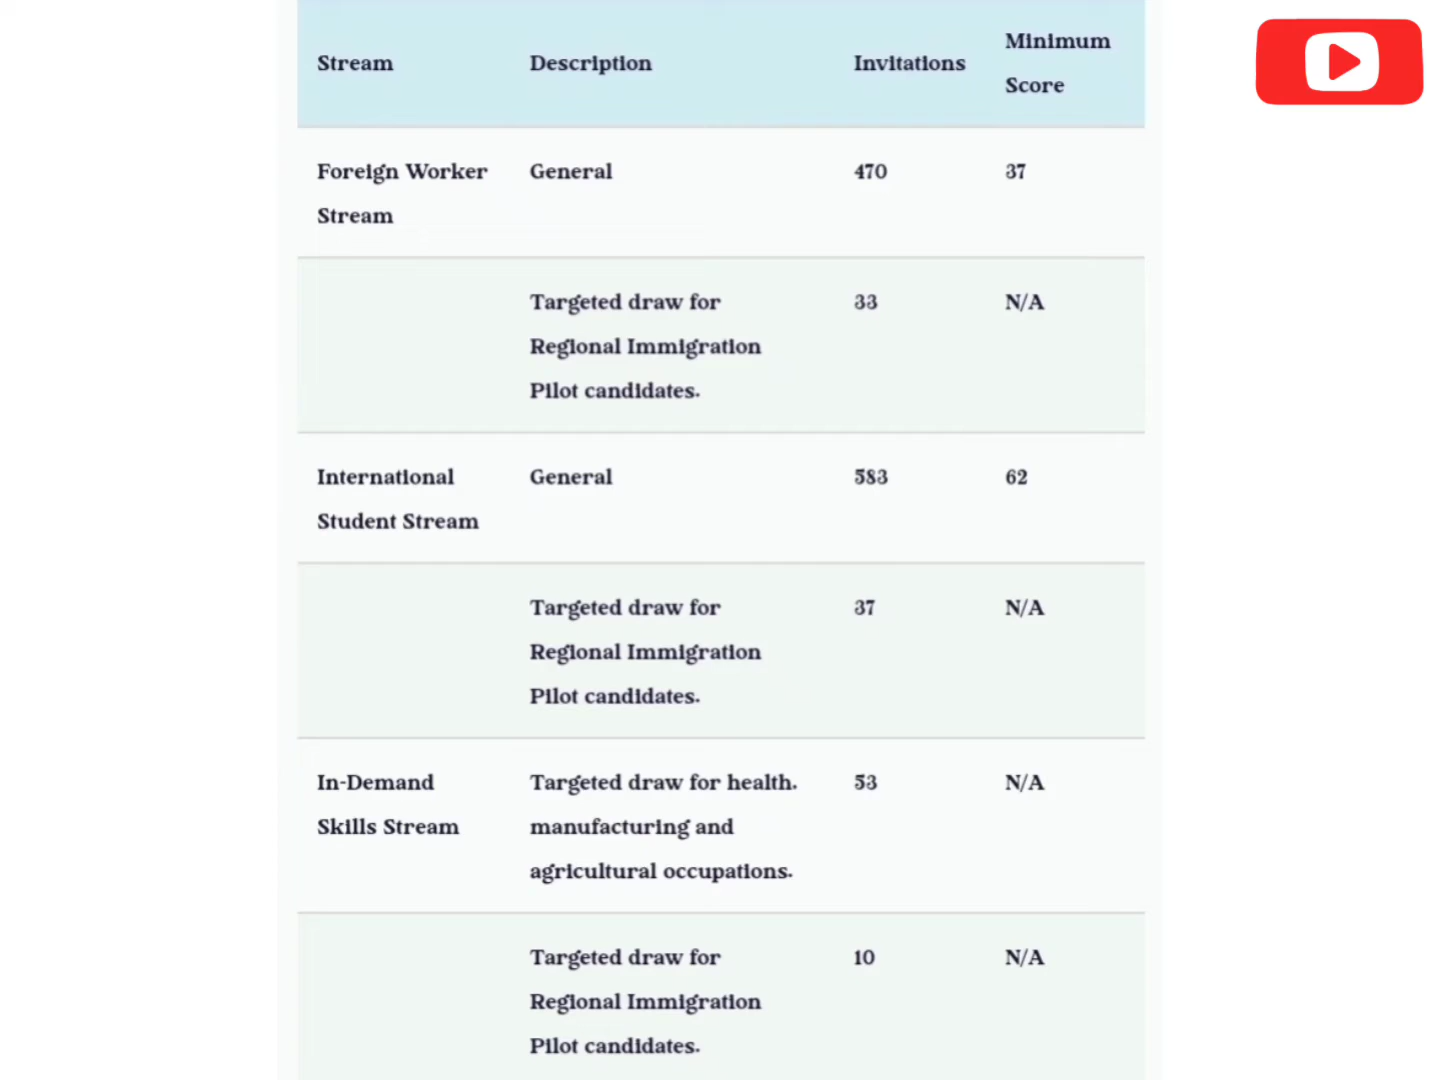 Stream Description Invitations Minimum Score
Foreign Worker Stream General 470 37
Targeted draw for Regional Immigration Pilot candidates. 33 N/A
International Student Stream General 583 62
Targeted draw for Regional Immigration Pilot candidates. 37 N/A
In-Demand Skills Stream Targeted draw for health. manufacturing and agricultural occupations. 53 N/A
Targeted draw for Regional Immigration Pilot candidates. 10 N/A